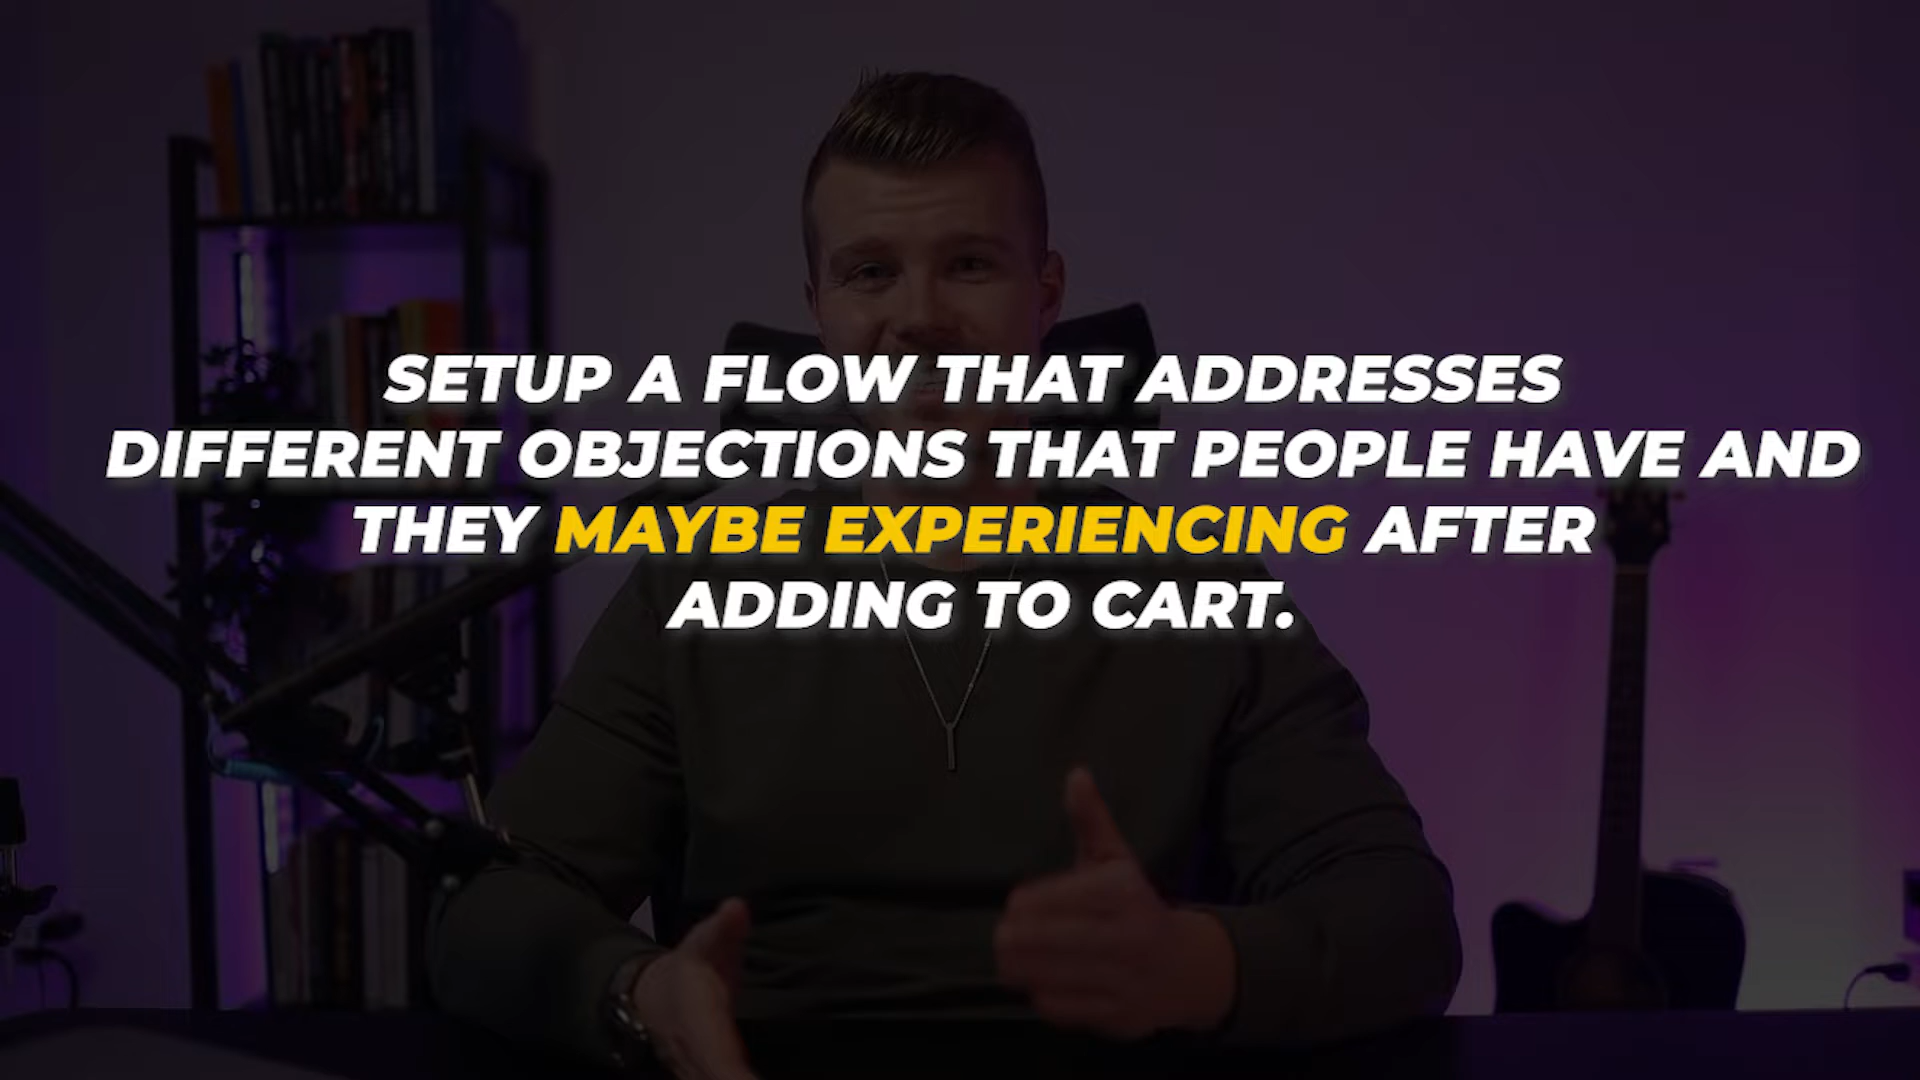 SETUP A FLOW THAT ADDRESSES
DIFFERENT OBJECTIONS THAT PEOPLE HAVE AND
THEY MAYBE EXPERIENCING AFTER
ADDING TO CART.